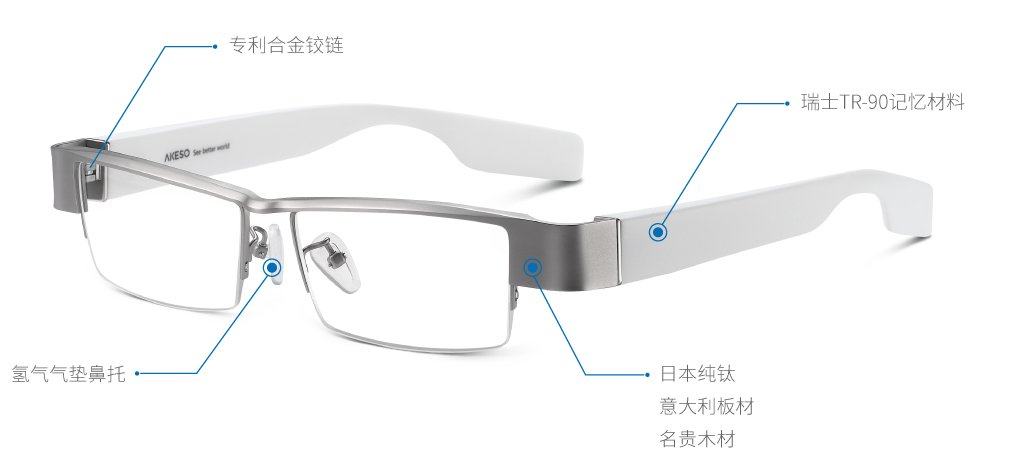 专利合金铰链
瑞士TR-90记忆材料
AKESO See better world
氢气气垫鼻托
日本纯钛
意大利板材
名贵木材